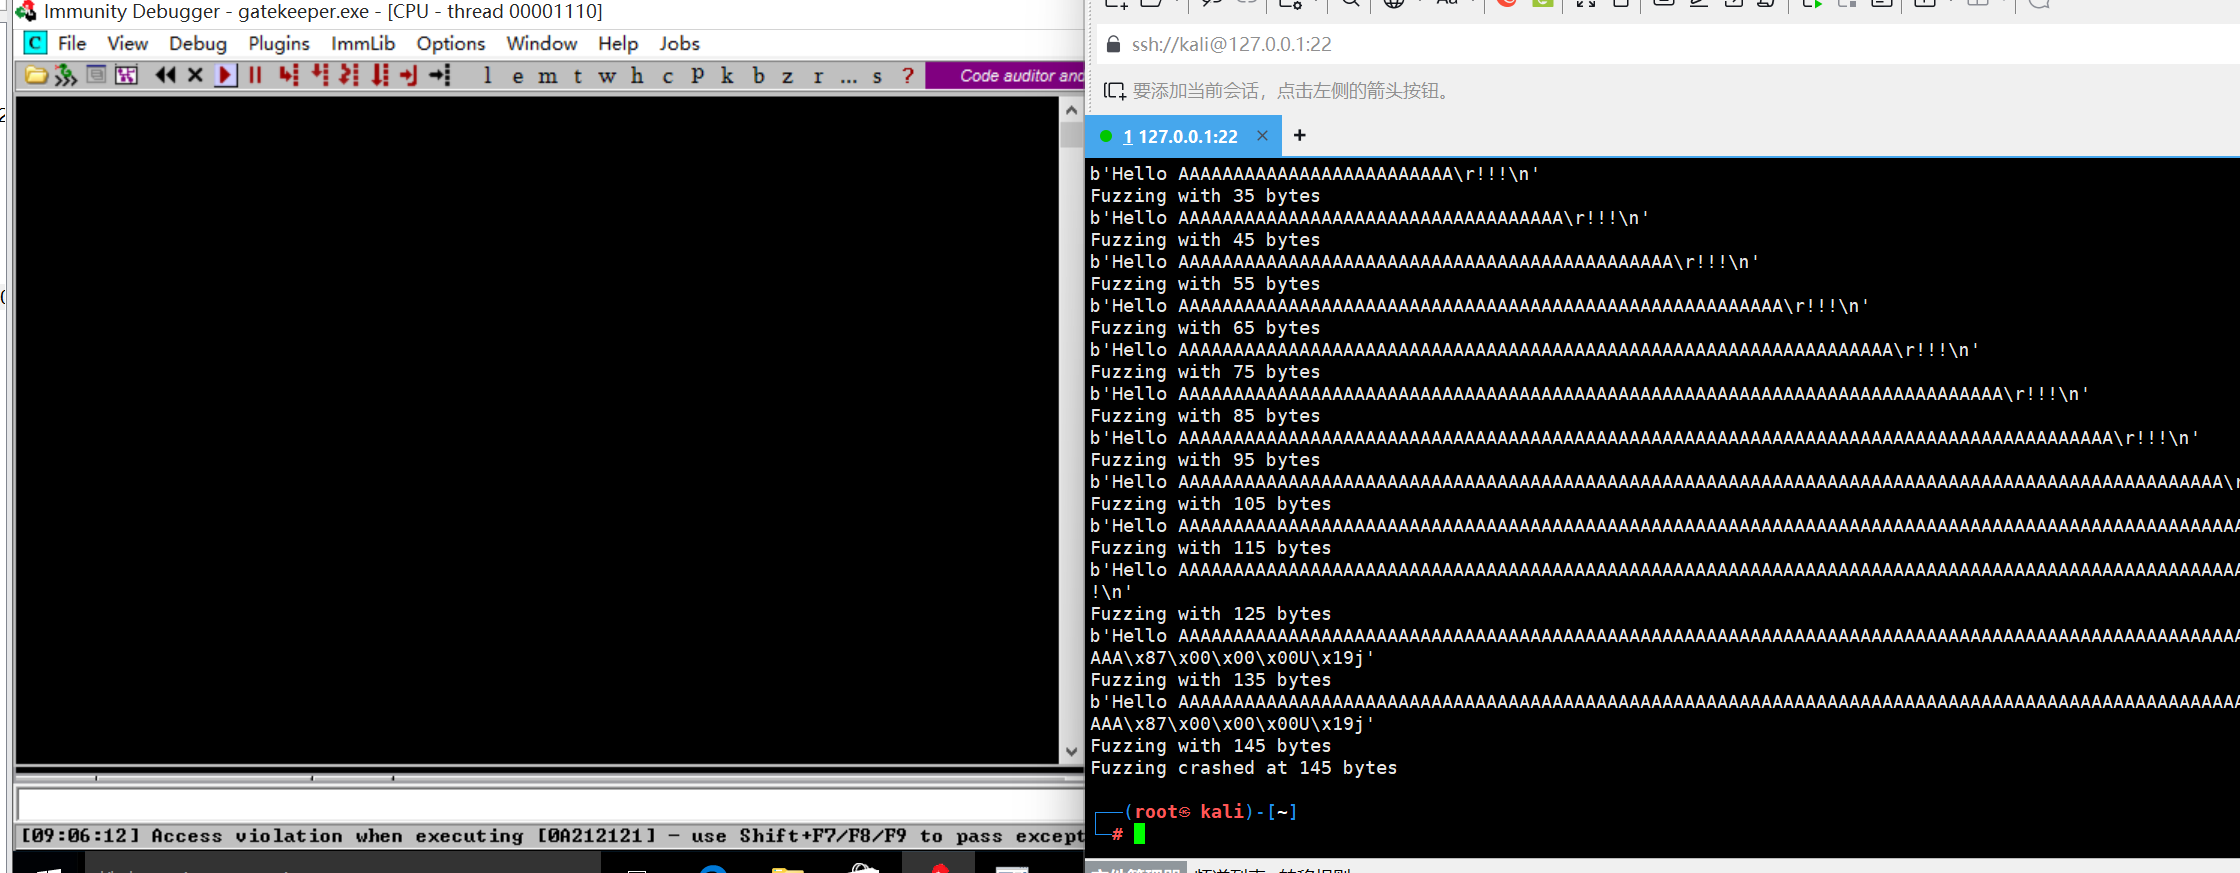 Immunity Debugger - gatekeeper.exe - [CPU - thread 00001110]
C File View Debug Plugins ImmLib Options Window Help Jobs
l e m t w h c P k b z r ... s ?
Code auditor and
[09:06:12] Access violation when executing [0A212121] - use Shift+F7/F8/F9 to pass except
ssh://kali@127.0.0.1:22
要添加当前会话，点击左侧的箭头按钮。
1 127.0.0.1:22 × +
b'Hello AAAAAAAAAAAAAAAAAAAAAAAAA\r!!!\n'
Fuzzing with 35 bytes
b'Hello AAAAAAAAAAAAAAAAAAAAAAAAAAAAAAAAAAA\r!!!\n'
Fuzzing with 45 bytes
b'Hello AAAAAAAAAAAAAAAAAAAAAAAAAAAAAAAAAAAAAAAAAAAAA\r!!!\n'
Fuzzing with 55 bytes
b'Hello AAAAAAAAAAAAAAAAAAAAAAAAAAAAAAAAAAAAAAAAAAAAAAAAAAAAAAA\r!!!\n'
Fuzzing with 65 bytes
b'Hello AAAAAAAAAAAAAAAAAAAAAAAAAAAAAAAAAAAAAAAAAAAAAAAAAAAAAAAAAAAAAAAAA\r!!!\n'
Fuzzing with 75 bytes
b'Hello AAAAAAAAAAAAAAAAAAAAAAAAAAAAAAAAAAAAAAAAAAAAAAAAAAAAAAAAAAAAAAAAAAAAAAAAAAA\r!!!\n'
Fuzzing with 85 bytes
b'Hello AAAAAAAAAAAAAAAAAAAAAAAAAAAAAAAAAAAAAAAAAAAAAAAAAAAAAAAAAAAAAAAAAAAAAAAAAAAAAAAAAAAAA\r!!!\n'
Fuzzing with 95 bytes
b'Hello AAAAAAAAAAAAAAAAAAAAAAAAAAAAAAAAAAAAAAAAAAAAAAAAAAAAAAAAAAAAAAAAAAAAAAAAAAAAAAAAAAAAAAAAAAAAAAA\r
Fuzzing with 105 bytes
b'Hello AAAAAAAAAAAAAAAAAAAAAAAAAAAAAAAAAAAAAAAAAAAAAAAAAAAAAAAAAAAAAAAAAAAAAAAAAAAAAAAAAAAAAAAAAAAAAAAAA
Fuzzing with 115 bytes
b'Hello AAAAAAAAAAAAAAAAAAAAAAAAAAAAAAAAAAAAAAAAAAAAAAAAAAAAAAAAAAAAAAAAAAAAAAAAAAAAAAAAAAAAAAAAAAAAAAAAA
!\n'
Fuzzing with 125 bytes
b'Hello AAAAAAAAAAAAAAAAAAAAAAAAAAAAAAAAAAAAAAAAAAAAAAAAAAAAAAAAAAAAAAAAAAAAAAAAAAAAAAAAAAAAAAAAAAAAAAAAA
AAA\x87\x00\x00\x00U\x19j'
Fuzzing with 135 bytes
b'Hello AAAAAAAAAAAAAAAAAAAAAAAAAAAAAAAAAAAAAAAAAAAAAAAAAAAAAAAAAAAAAAAAAAAAAAAAAAAAAAAAAAAAAAAAAAAAAAAAA
AAA\x87\x00\x00\x00U\x19j'
Fuzzing with 145 bytes
Fuzzing crashed at 145 bytes
┌──(root㉿ kali)-[~]
└─#